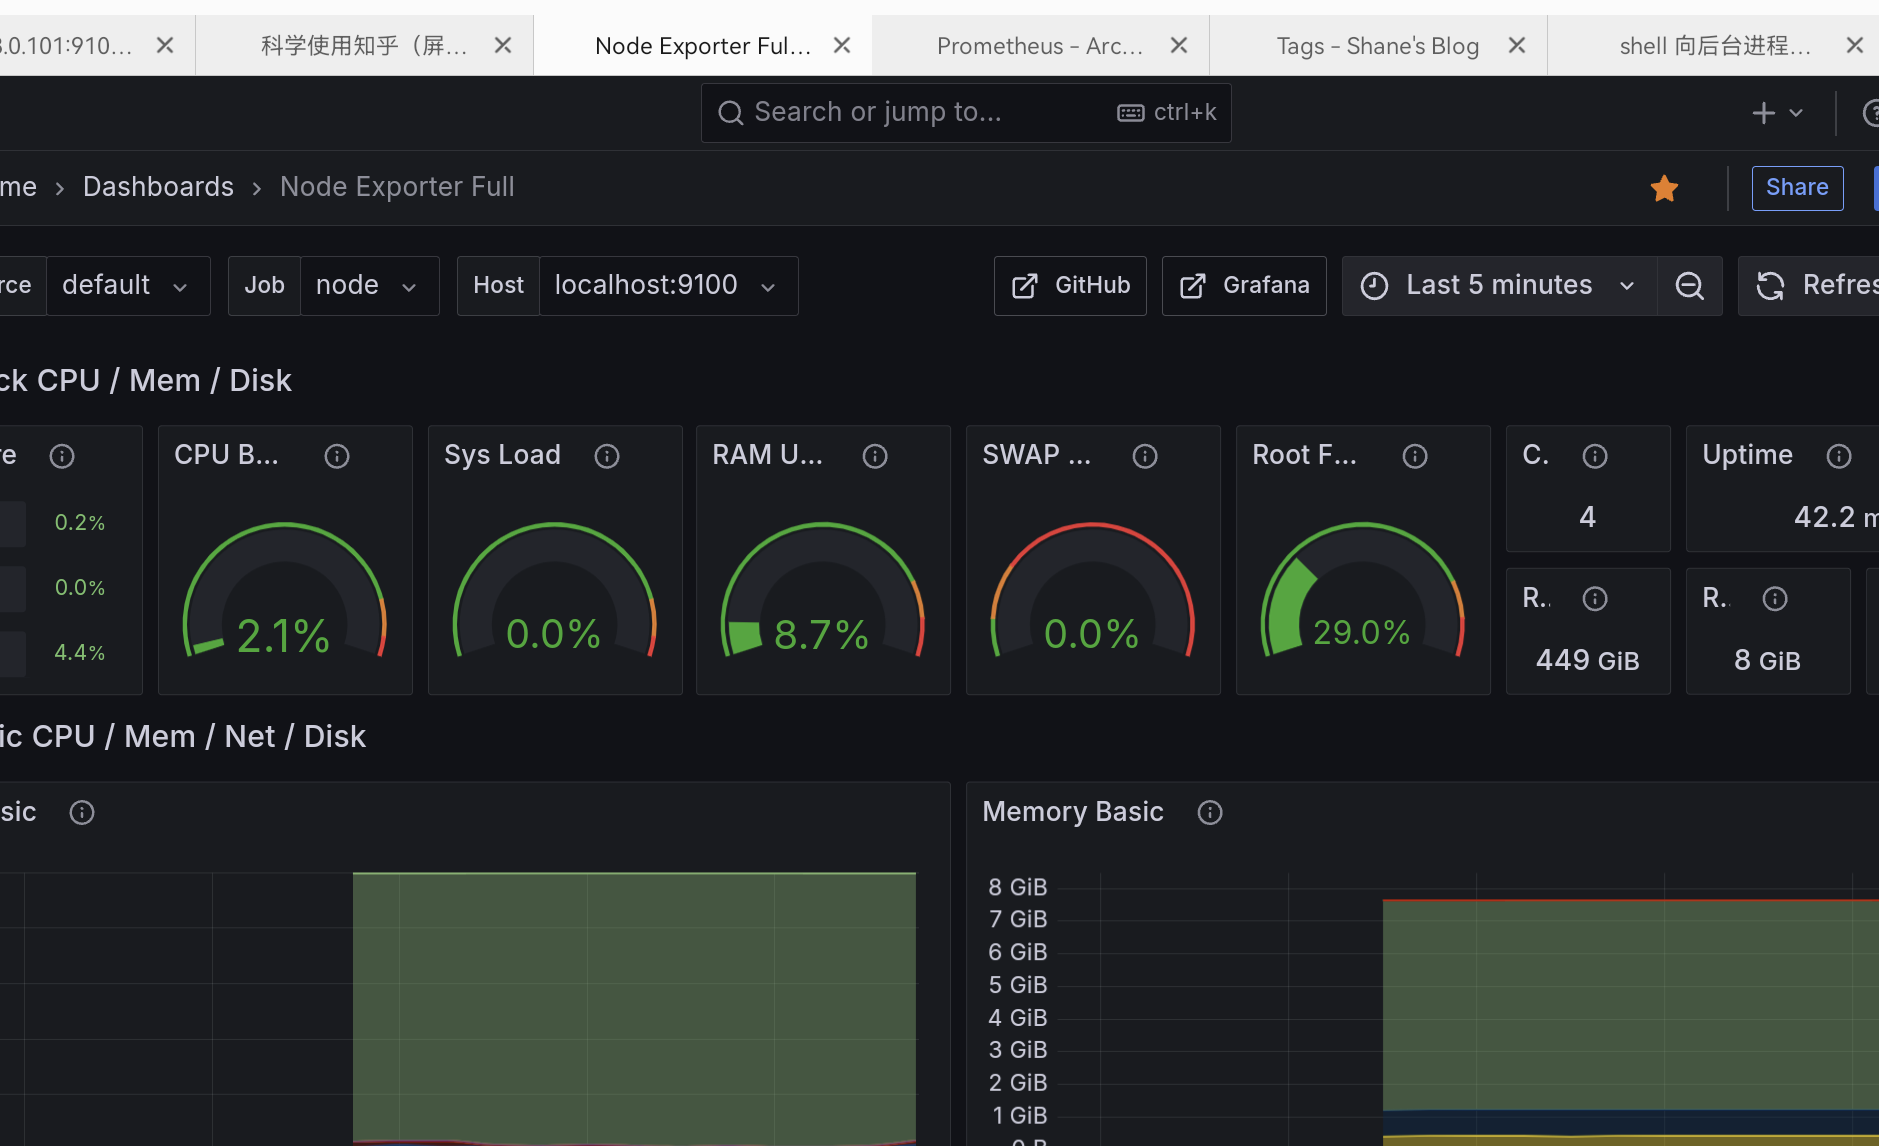 3.0.101:910...
科学使用知乎（屏...
Node Exporter Ful...
Prometheus - Arc...
Tags - Shane's Blog
shell 向后台进程...
Search or jump to...
ctrl+k
me › Dashboards › Node Exporter Full
Share
rce default
Job node
Host localhost:9100
GitHub
Grafana
Last 5 minutes
Refres
ck CPU / Mem / Disk
re
0.2%
0.0%
4.4%
CPU B...
2.1%
Sys Load
0.0%
RAM U...
8.7%
SWAP ...
0.0%
Root F...
29.0%
C.
4
Uptime
42.2 m
R..
449 GiB
R..
8 GiB
ic CPU / Mem / Net / Disk
sic
Memory Basic
8 GiB
7 GiB
6 GiB
5 GiB
4 GiB
3 GiB
2 GiB
1 GiB
0 B